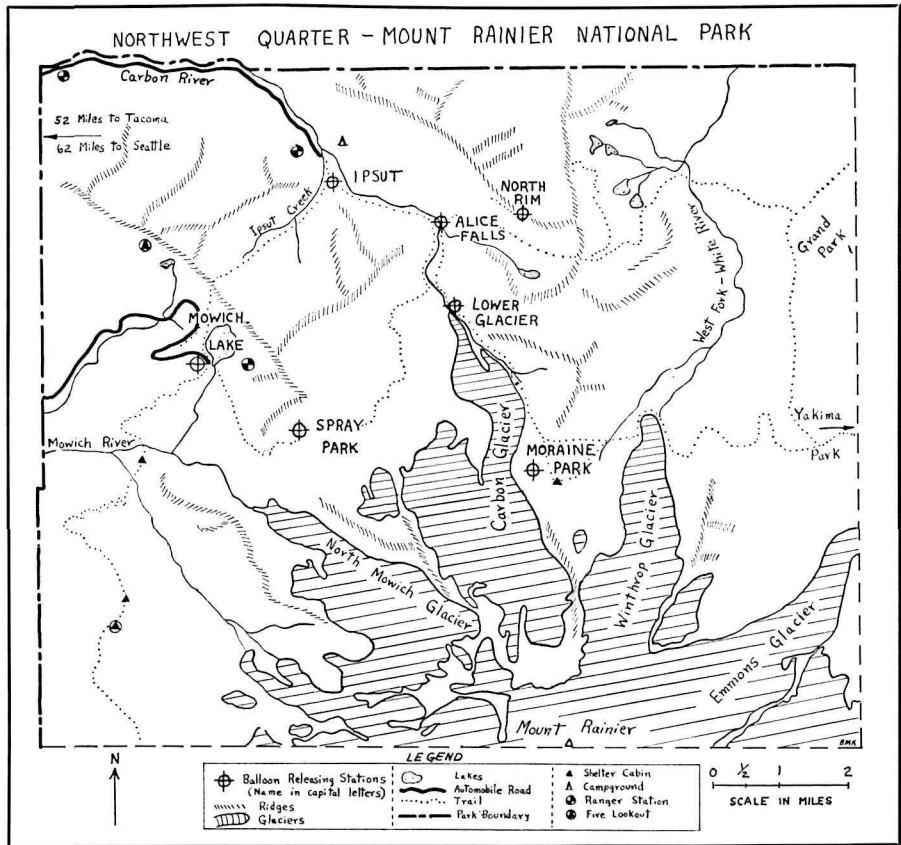 NORTHWEST QUARTER – MOUNT RAINIER NATIONAL PARK
Carbon River
52 Miles to Tacoma
62 Miles to Seattle
IPSUT
Ipsut Creek
NORTH
RIM
ALICE
FALLS
Grand
Park
West Fork – White River
LOWER
GLACIER
MOWICH
LAKE
Carbon Glacier
SPRAY
PARK
Yakima
Park
Mowich River
MORAINE
PARK
North
Mowich
Glacier
Winthrop Glacier
Emmons Glacier
Mount Rainier
BMK
N
LEGEND
Balloon Releasing Stations
(Name in capital letters)
Ridges
Glaciers
Lakes
Automobile Road
Trail
Park Boundary
Shelter Cabin
Campground
Ranger Station
Fire Lookout
0 ½ 1 2
SCALE IN MILES